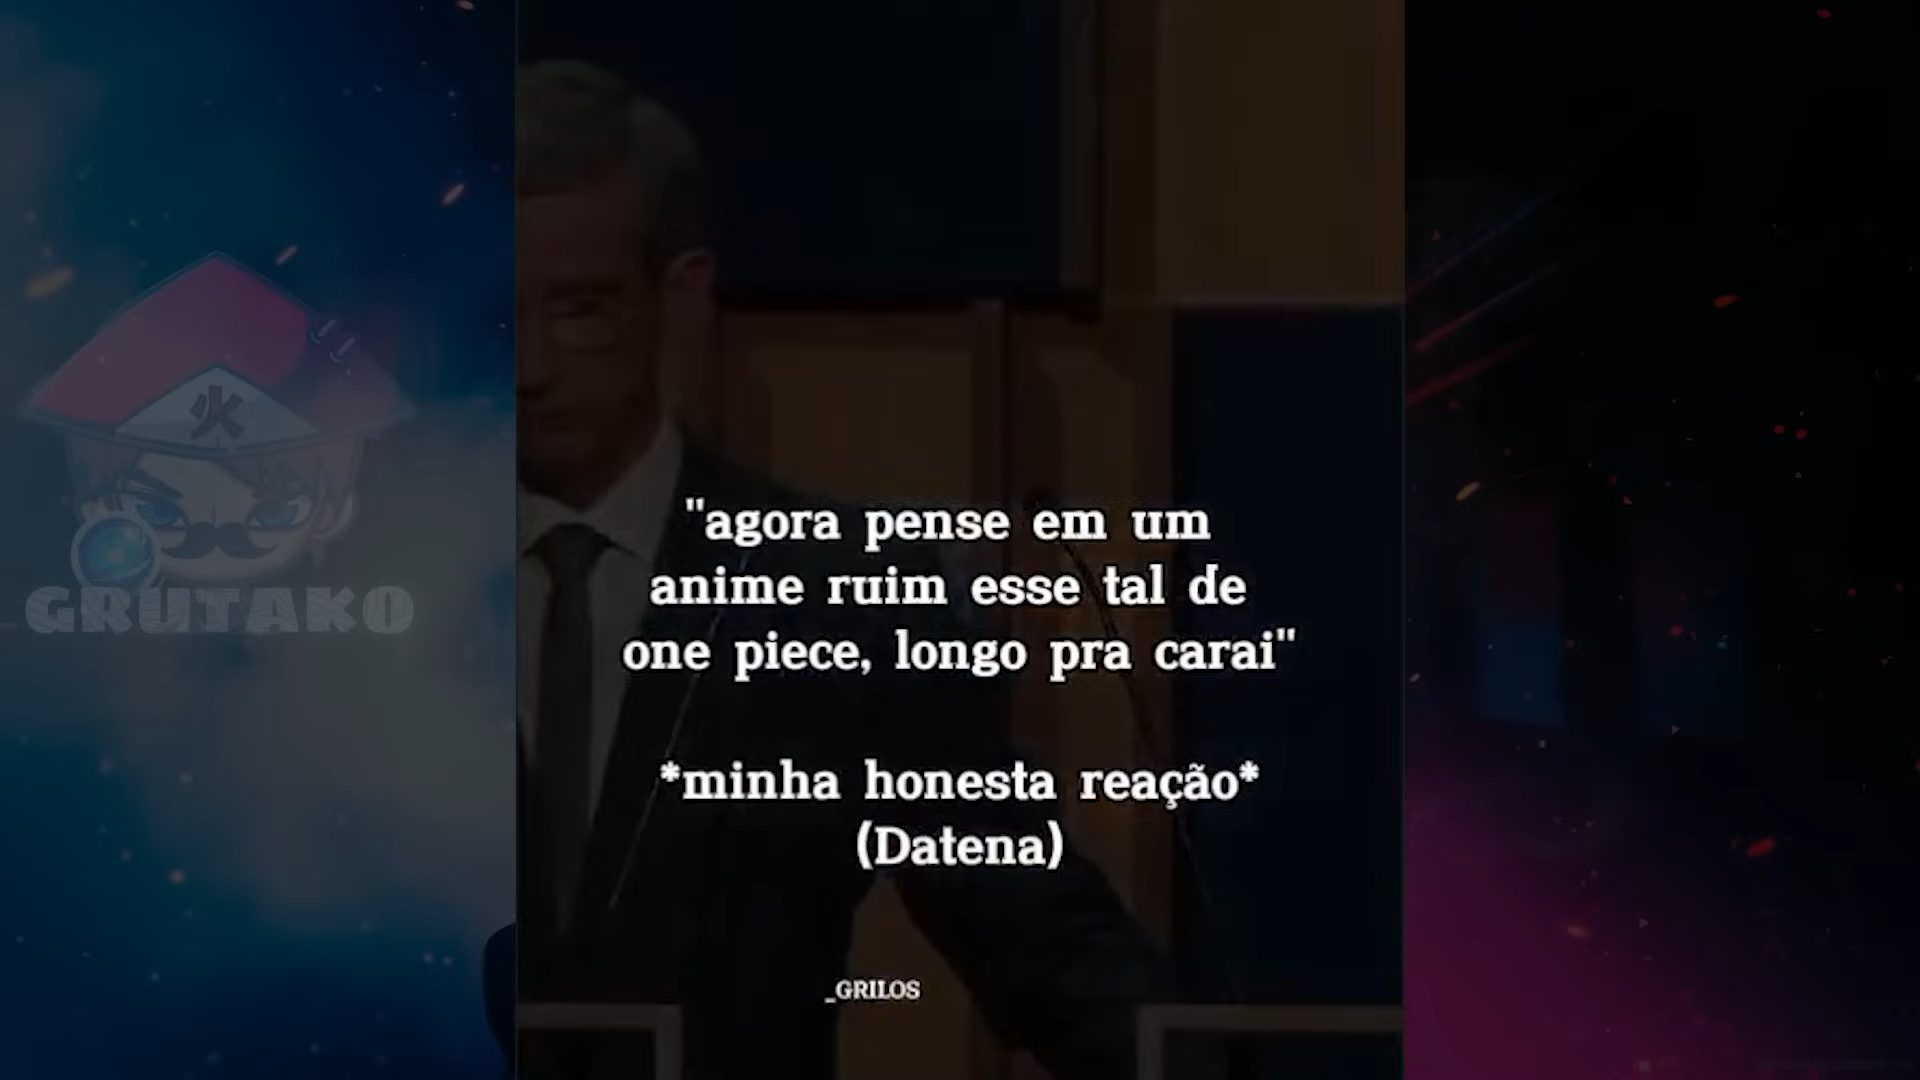 火
GRUTAKO
"agora pense em um
anime ruim esse tal de
one piece, longo pra carai"
*minha honesta reação*
(Datena)
_GRILOS